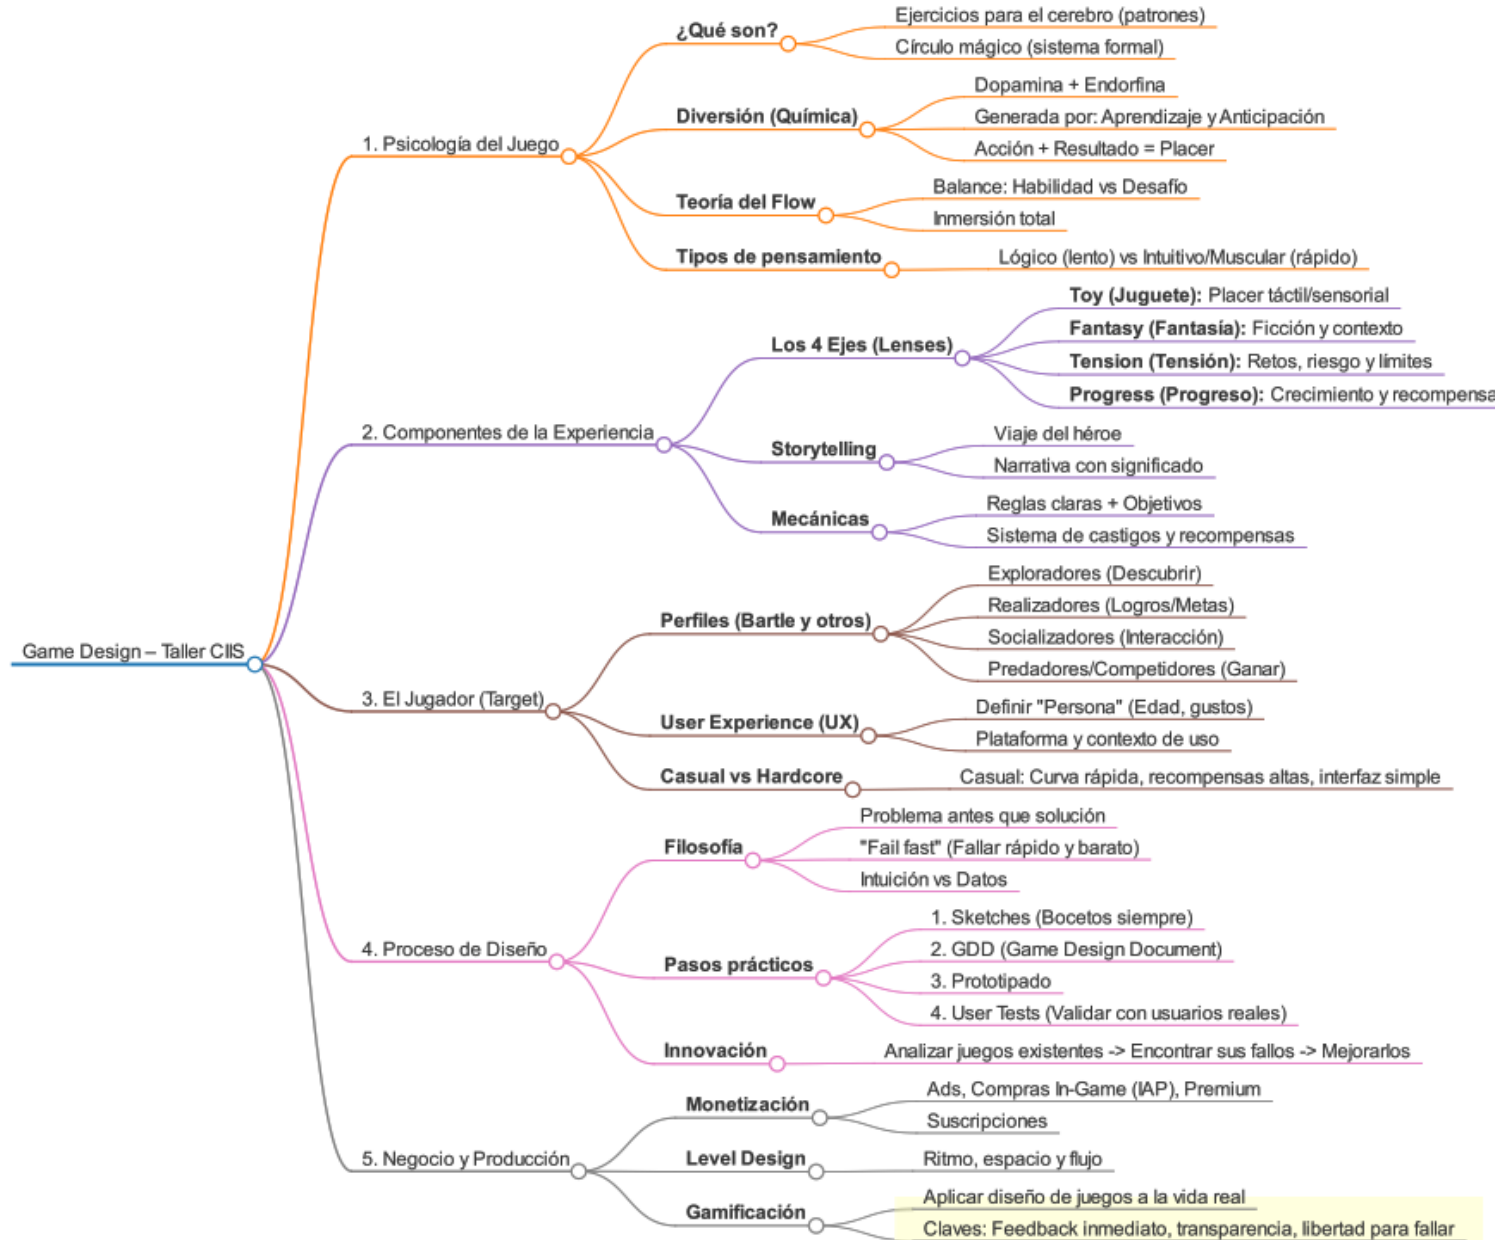 Game Design – Taller CIIS
1. Psicología del Juego
¿Qué son?
Ejercicios para el cerebro (patrones)
Círculo mágico (sistema formal)
Diversión (Química)
Dopamina + Endorfina
Generada por: Aprendizaje y Anticipación
Acción + Resultado = Placer
Teoría del Flow
Balance: Habilidad vs Desafío
Inmersión total
Tipos de pensamiento
Lógico (lento) vs Intuitivo/Muscular (rápido)
2. Componentes de la Experiencia
Los 4 Ejes (Lenses)
Toy (Juguete): Placer táctil/sensorial
Fantasy (Fantasía): Ficción y contexto
Tension (Tensión): Retos, riesgo y límites
Progress (Progreso): Crecimiento y recompensa
Storytelling
Viaje del héroe
Narrativa con significado
Mecánicas
Reglas claras + Objetivos
Sistema de castigos y recompensas
3. El Jugador (Target)
Perfiles (Bartle y otros)
Exploradores (Descubrir)
Realizadores (Logros/Metas)
Socializadores (Interacción)
Predadores/Competidores (Ganar)
User Experience (UX)
Definir "Persona" (Edad, gustos)
Plataforma y contexto de uso
Casual vs Hardcore
Casual: Curva rápida, recompensas altas, interfaz simple
4. Proceso de Diseño
Filosofía
Problema antes que solución
"Fail fast" (Fallar rápido y barato)
Intuición vs Datos
Pasos prácticos
1. Sketches (Bocetos siempre)
2. GDD (Game Design Document)
3. Prototipado
4. User Tests (Validar con usuarios reales)
Innovación
Analizar juegos existentes -> Encontrar sus fallos -> Mejorarlos
5. Negocio y Producción
Monetización
Ads, Compras In-Game (IAP), Premium
Suscripciones
Level Design
Ritmo, espacio y flujo
Gamificación
Aplicar diseño de juegos a la vida real
Claves: Feedback inmediato, transparencia, libertad para fallar